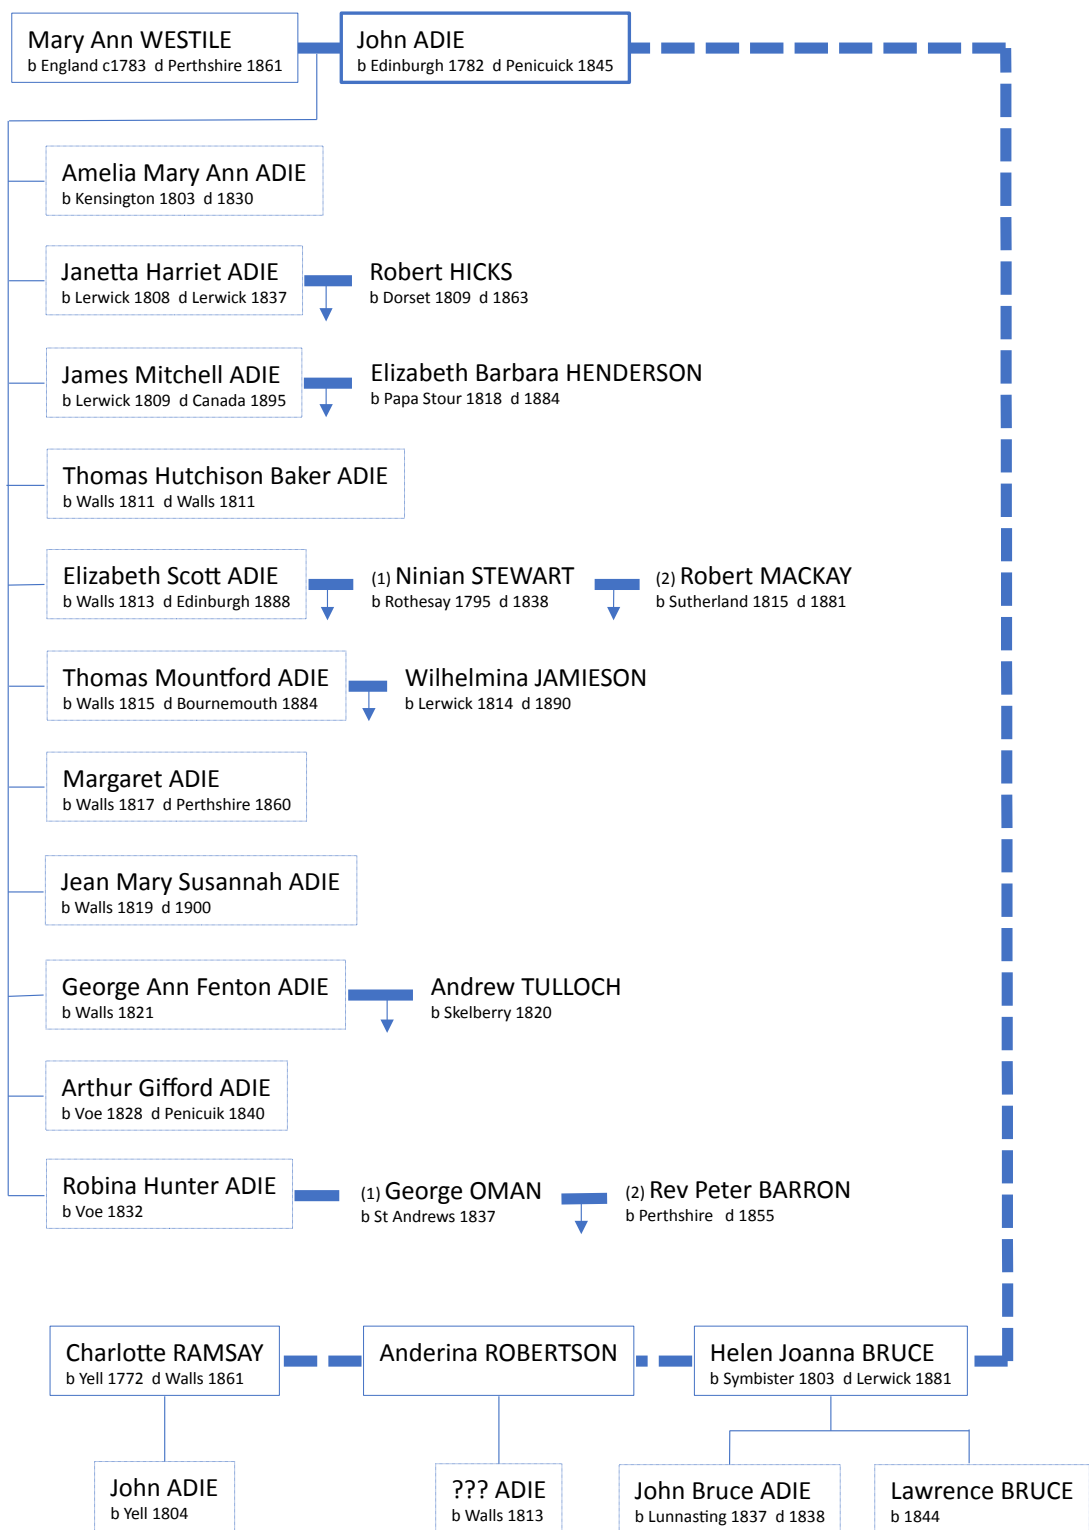 Mary Ann WESTILE
b England c1783 d Perthshire 1861
John ADIE
b Edinburgh 1782 d Penicuick 1845
Amelia Mary Ann ADIE
b Kensington 1803 d 1830
Janetta Harriet ADIE
b Lerwick 1808 d Lerwick 1837
Robert HICKS
b Dorset 1809 d 1863
James Mitchell ADIE
b Lerwick 1809 d Canada 1895
Elizabeth Barbara HENDERSON
b Papa Stour 1818 d 1884
Thomas Hutchison Baker ADIE
b Walls 1811 d Walls 1811
Elizabeth Scott ADIE
b Walls 1813 d Edinburgh 1888
(1) Ninian STEWART
b Rothesay 1795 d 1838
(2) Robert MACKAY
b Sutherland 1815 d 1881
Thomas Mountford ADIE
b Walls 1815 d Bournemouth 1884
Wilhelmina JAMIESON
b Lerwick 1814 d 1890
Margaret ADIE
b Walls 1817 d Perthshire 1860
Jean Mary Susannah ADIE
b Walls 1819 d 1900
George Ann Fenton ADIE
b Walls 1821
Andrew TULLOCH
b Skelberry 1820
Arthur Gifford ADIE
b Voe 1828 d Penicuik 1840
Robina Hunter ADIE
b Voe 1832
(1) George OMAN
b St Andrews 1837
(2) Rev Peter BARRON
b Perthshire d 1855
Charlotte RAMSAY
b Yell 1772 d Walls 1861
Anderina ROBERTSON
Helen Joanna BRUCE
b Symbister 1803 d Lerwick 1881
John ADIE
b Yell 1804
??? ADIE
b Walls 1813
John Bruce ADIE
b Lunnasting 1837 d 1838
Lawrence BRUCE
b 1844